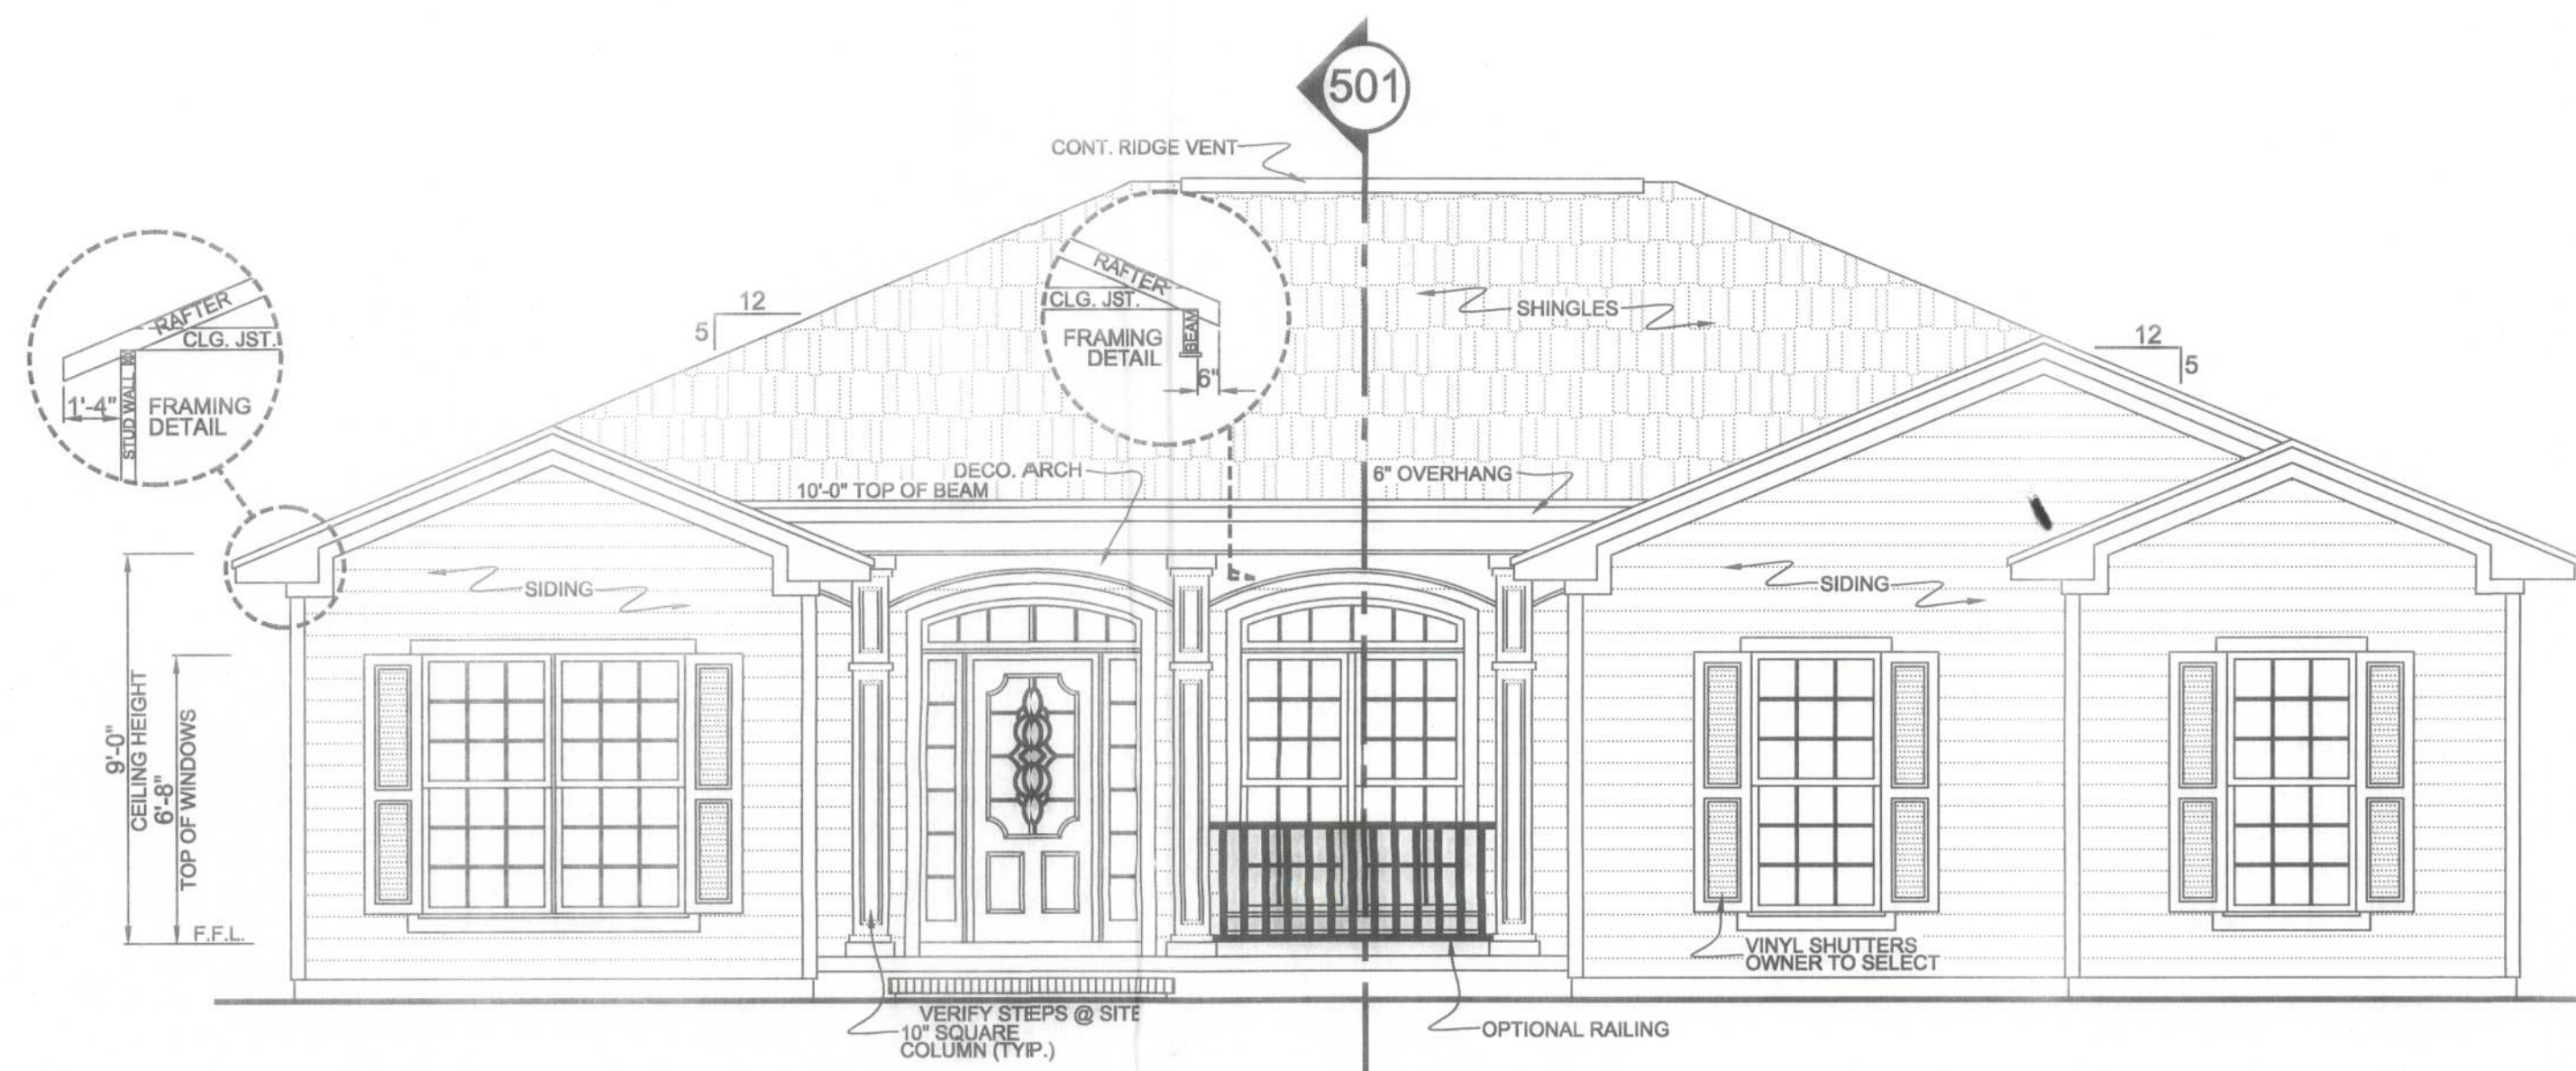 501
CONT. RIDGE VENT
RAFTER
CLG. JST.
STUD WALL
1'-4"
FRAMING
DETAIL
12
5
RAFTER
CLG. JST.
BEAM
FRAMING
DETAIL
6"
SHINGLES
12
5
DECO. ARCH
10'-0" TOP OF BEAM
6" OVERHANG
SIDING
SIDING
9'-0"
CEILING HEIGHT
6'-8"
TOP OF WINDOWS
F.F.L.
VINYL SHUTTERS
OWNER TO SELECT
VERIFY STEPS @ SITE
10" SQUARE
COLUMN (TYP.)
OPTIONAL RAILING